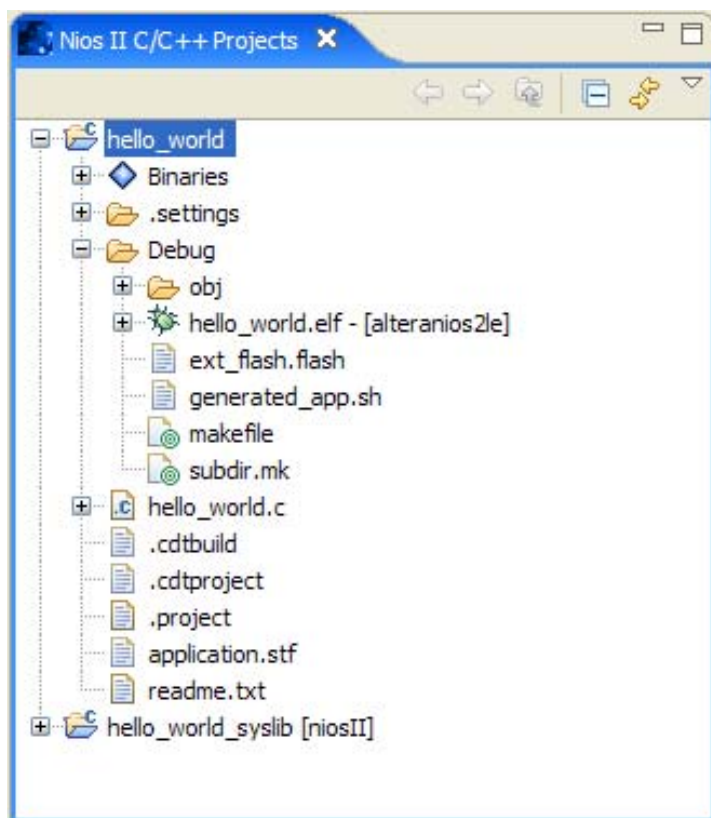 Nios II C/C++ Projects
hello_world
Binaries
.settings
Debug
obj
hello_world.elf - [alteranios2le]
ext_flash.flash
generated_app.sh
makefile
subdir.mk
hello_world.c
.cdtbuild
.cdtproject
.project
application.stf
readme.txt
hello_world_syslib [niosII]